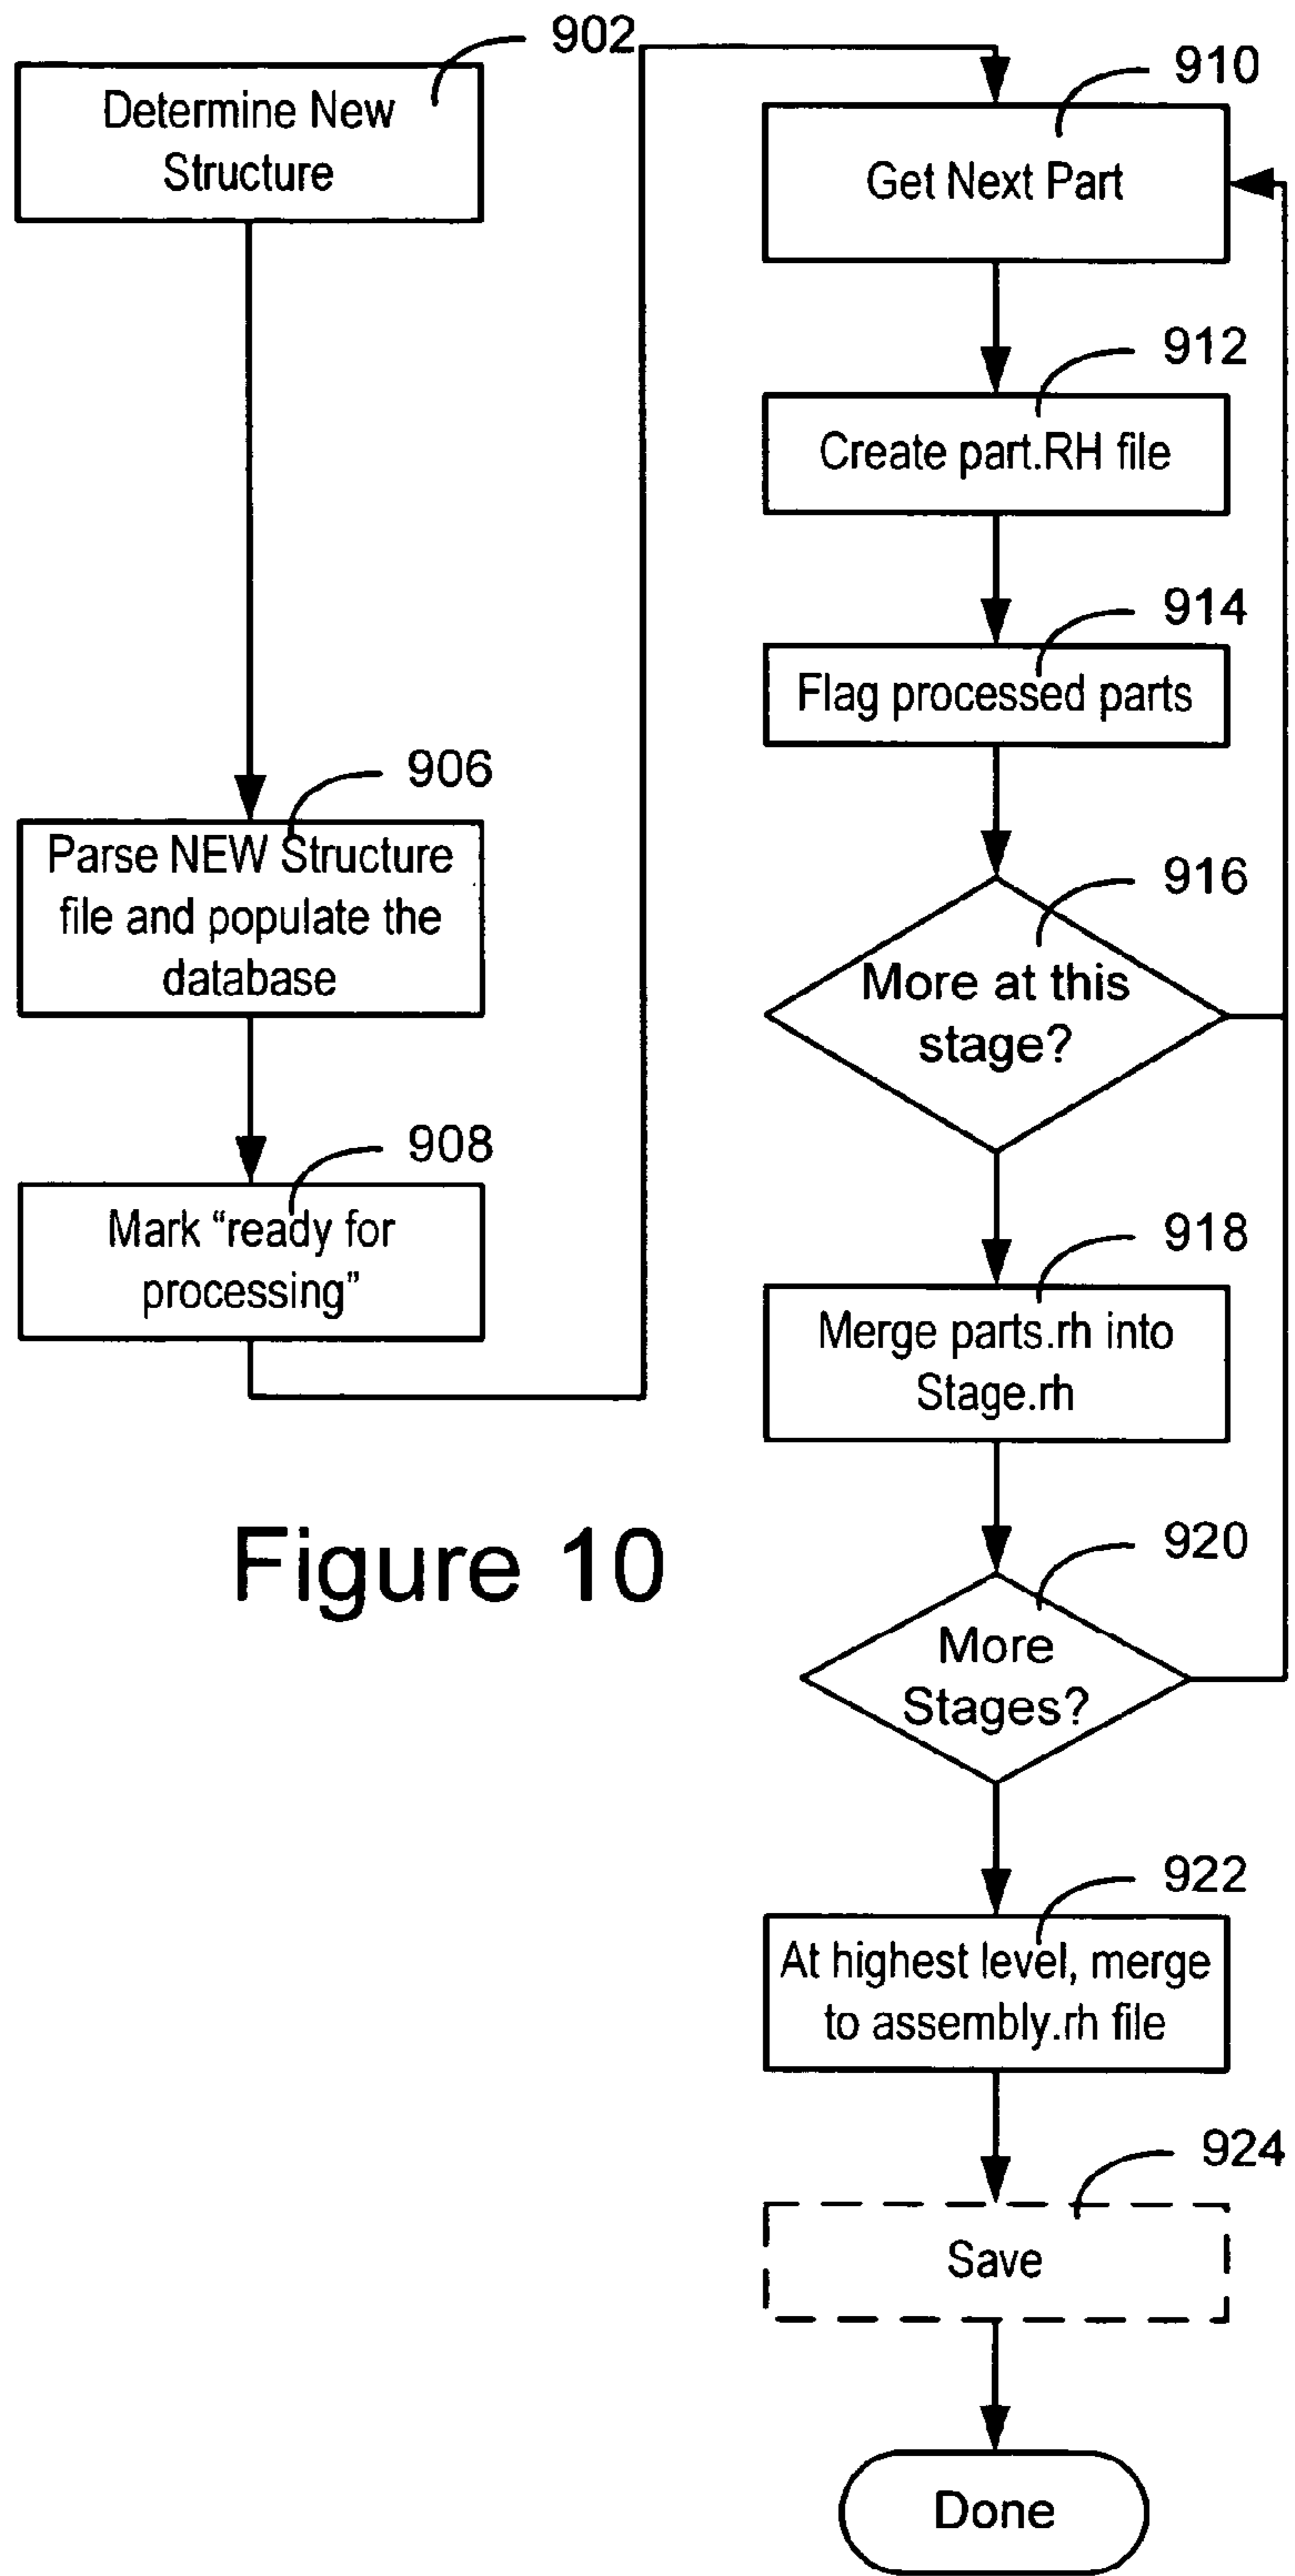 902
Determine New
Structure
906
Parse NEW Structure
file and populate the
database
908
Mark “ready for
processing”
910
Get Next Part
912
Create part.RH file
914
Flag processed parts
916
More at this
stage?
918
Merge parts.rh into
Stage.rh
920
More
Stages?
922
At highest level, merge
to assembly.rh file
924
Save
Done
Figure 10